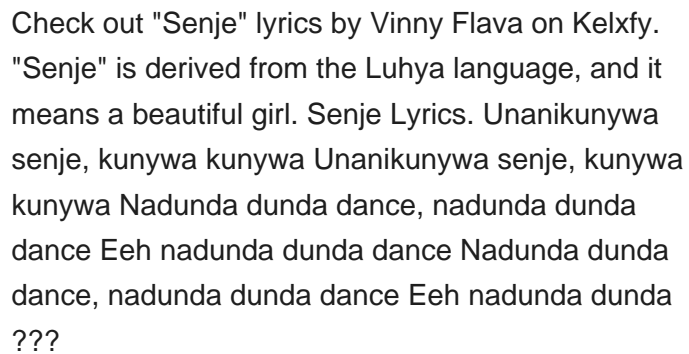 Check out "Senje" lyrics by Vinny Flava on Kelxfy.
"Senje" is derived from the Luhya language, and it
means a beautiful girl. Senje Lyrics. Unanikunywa
senje, kunywa kunywa Unanikunywa senje, kunywa
kunywa Nadunda dunda dance, nadunda dunda
dance Eeh nadunda dunda dance Nadunda dunda
dance, nadunda dunda dance Eeh nadunda dunda
???